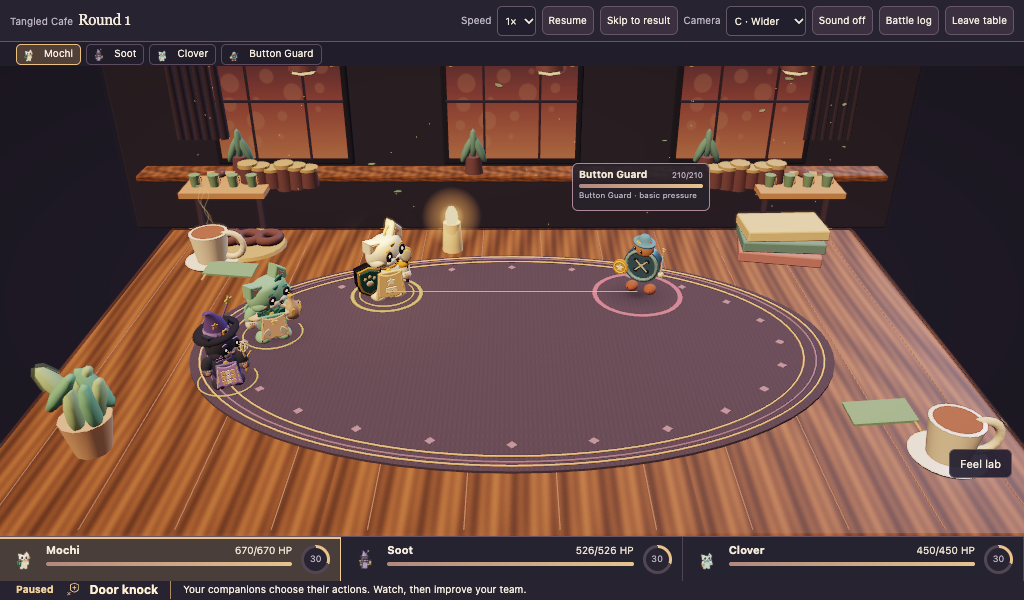 Tangled Cafe Round 1
Speed 1x Resume Skip to result Camera C · Wider Sound off Battle log Leave table
Mochi Soot Clover Button Guard
Button Guard 210/210
Button Guard · basic pressure
Feel lab
Mochi 670/670 HP 30
Soot 526/526 HP 30
Clover 450/450 HP 30
Paused Door knock Your companions choose their actions. Watch, then improve your team.